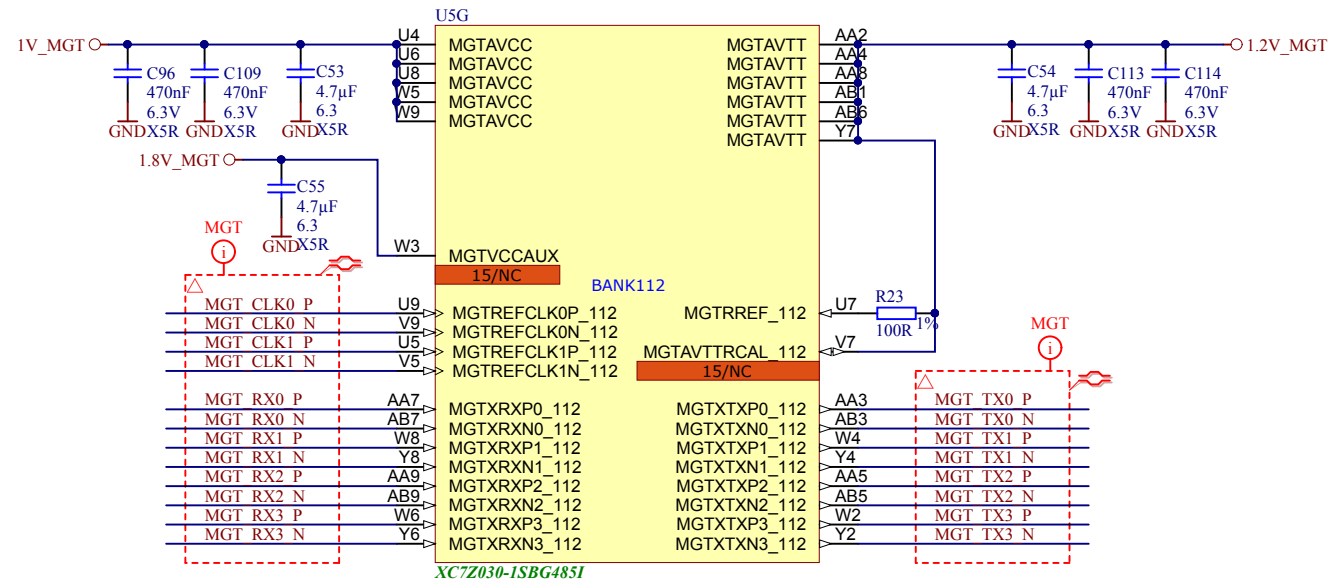 U5G
1V_MGT
C96
470nF
6.3V
X5R
GND
C109
470nF
6.3V
X5R
GND
C53
4.7µF
6.3
X5R
GND
1.8V_MGT
C55
4.7µF
6.3
X5R
GND
U4 MGTAVCC
U6 MGTAVCC
U8 MGTAVCC
W5 MGTAVCC
W9 MGTAVCC
W3 MGTVCCAUX
15/NC
BANK112
MGTAVTT AA2
MGTAVTT AA4
MGTAVTT AA8
MGTAVTT AB1
MGTAVTT AB6
MGTAVTT Y7
1.2V_MGT
C54
4.7µF
6.3
X5R
GND
C113
470nF
6.3V
X5R
GND
C114
470nF
6.3V
X5R
GND
MGTRREF_112 U7
R23
100R
1%
MGTAVTTRCAL_112 V7
15/NC
MGT
i
MGT_CLK0_P U9 MGTREFCLK0P_112
MGT_CLK0_N V9 MGTREFCLK0N_112
MGT_CLK1_P U5 MGTREFCLK1P_112
MGT_CLK1_N V5 MGTREFCLK1N_112
MGT_RX0_P AA7 MGTXRXP0_112
MGT_RX0_N AB7 MGTXRXN0_112
MGT_RX1_P W8 MGTXRXP1_112
MGT_RX1_N Y8 MGTXRXN1_112
MGT_RX2_P AA9 MGTXRXP2_112
MGT_RX2_N AB9 MGTXRXN2_112
MGT_RX3_P W6 MGTXRXP3_112
MGT_RX3_N Y6 MGTXRXN3_112
MGT
i
MGTXTXP0_112 AA3 MGT_TX0_P
MGTXTXN0_112 AB3 MGT_TX0_N
MGTXTXP1_112 W4 MGT_TX1_P
MGTXTXN1_112 Y4 MGT_TX1_N
MGTXTXP2_112 AA5 MGT_TX2_P
MGTXTXN2_112 AB5 MGT_TX2_N
MGTXTXP3_112 W2 MGT_TX3_P
MGTXTXN3_112 Y2 MGT_TX3_N
XC7Z030-1SBG485I